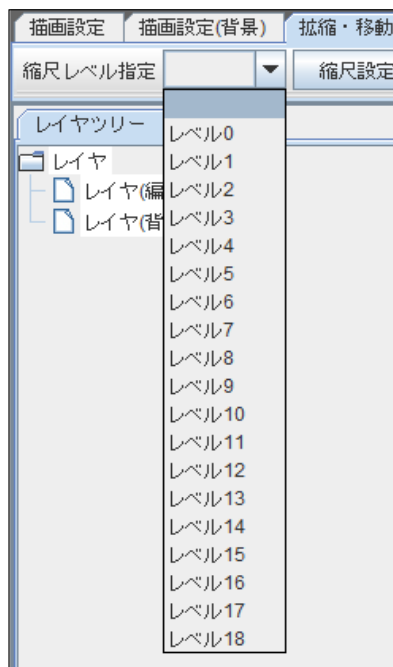 描画設定 描画設定(背景) 拡縮・移動
縮尺レベル指定 縮尺設定
レイヤツリー
レイヤ
レイヤ(編
レイヤ(背
レベル0
レベル1
レベル2
レベル3
レベル4
レベル5
レベル6
レベル7
レベル8
レベル9
レベル10
レベル11
レベル12
レベル13
レベル14
レベル15
レベル16
レベル17
レベル18